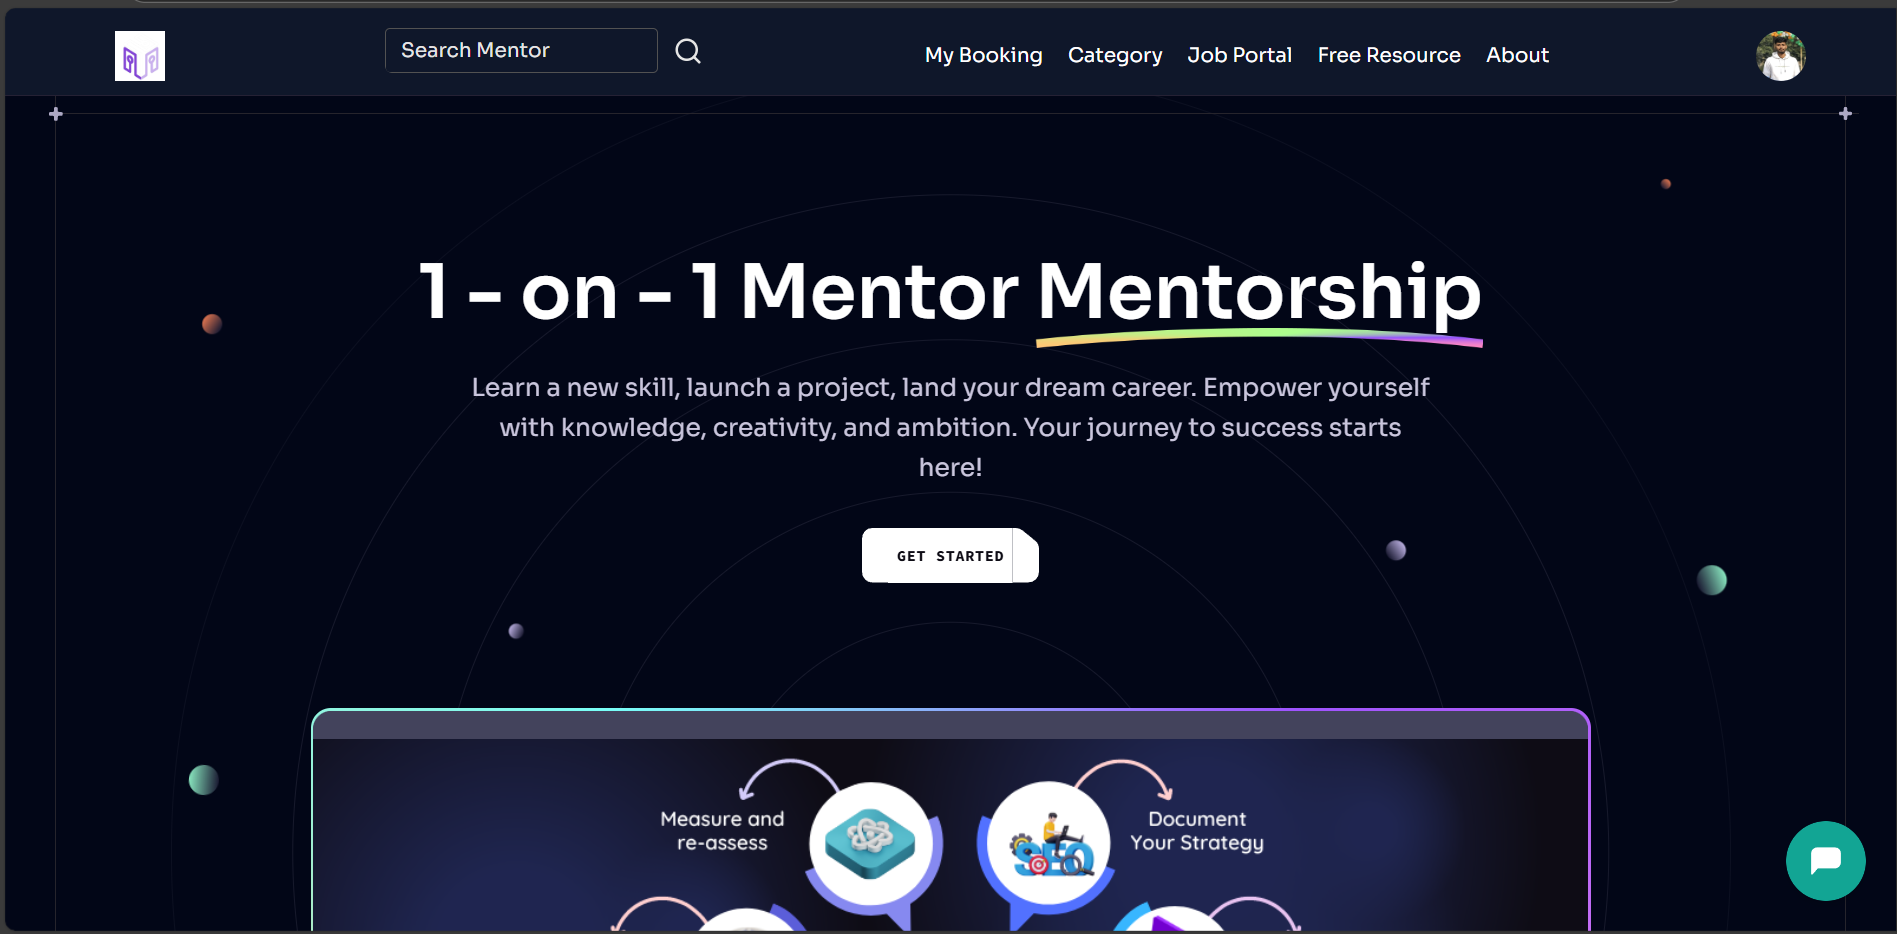 Search Mentor
My Booking Category Job Portal Free Resource About
1 - on - 1 Mentor Mentorship
Learn a new skill, launch a project, land your dream career. Empower yourself
with knowledge, creativity, and ambition. Your journey to success starts
here!
GET STARTED
Measure and
re-assess
SEO
Document
Your Strategy